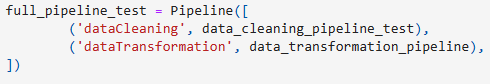 full_pipeline_test = Pipeline([
('dataCleaning', data_cleaning_pipeline_test),
('dataTransformation', data_transformation_pipeline),
])